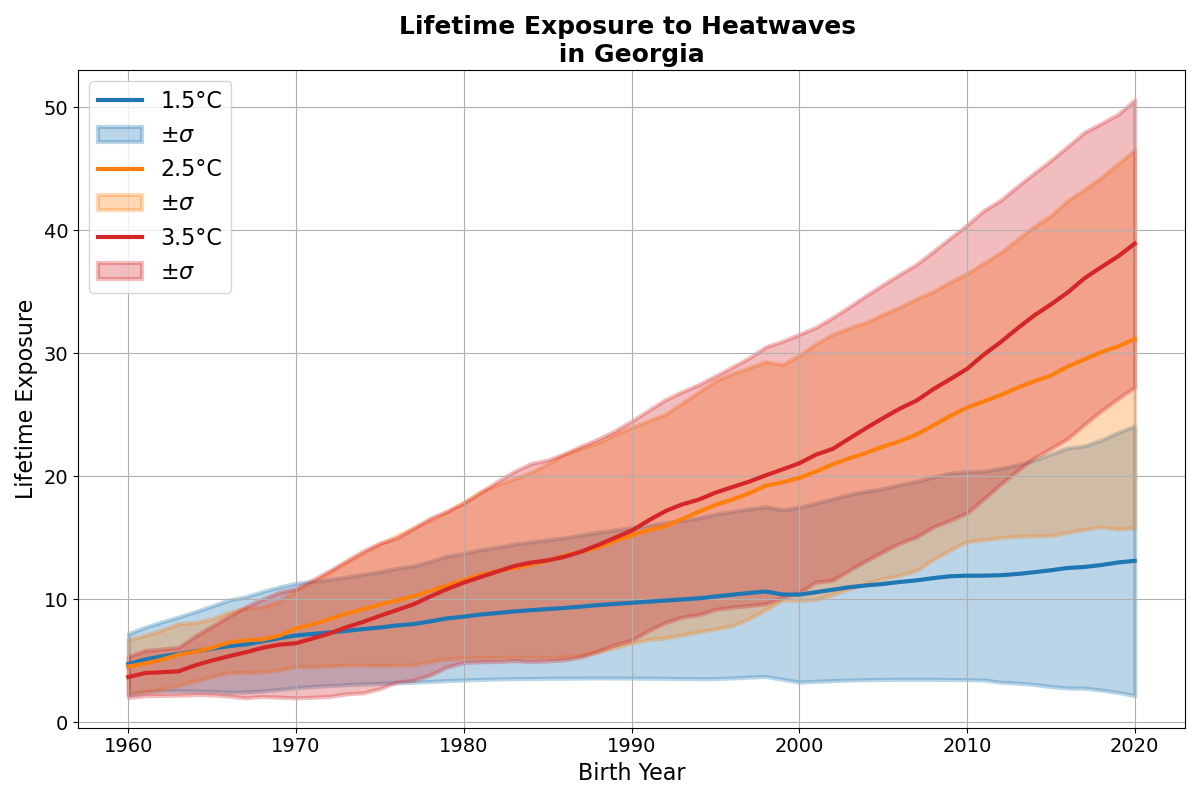 Lifetime Exposure to Heatwaves
in Georgia
1.5°C
±σ
2.5°C
±σ
3.5°C
±σ
Lifetime Exposure
50
40
30
20
10
0
1960 1970 1980 1990 2000 2010 2020
Birth Year